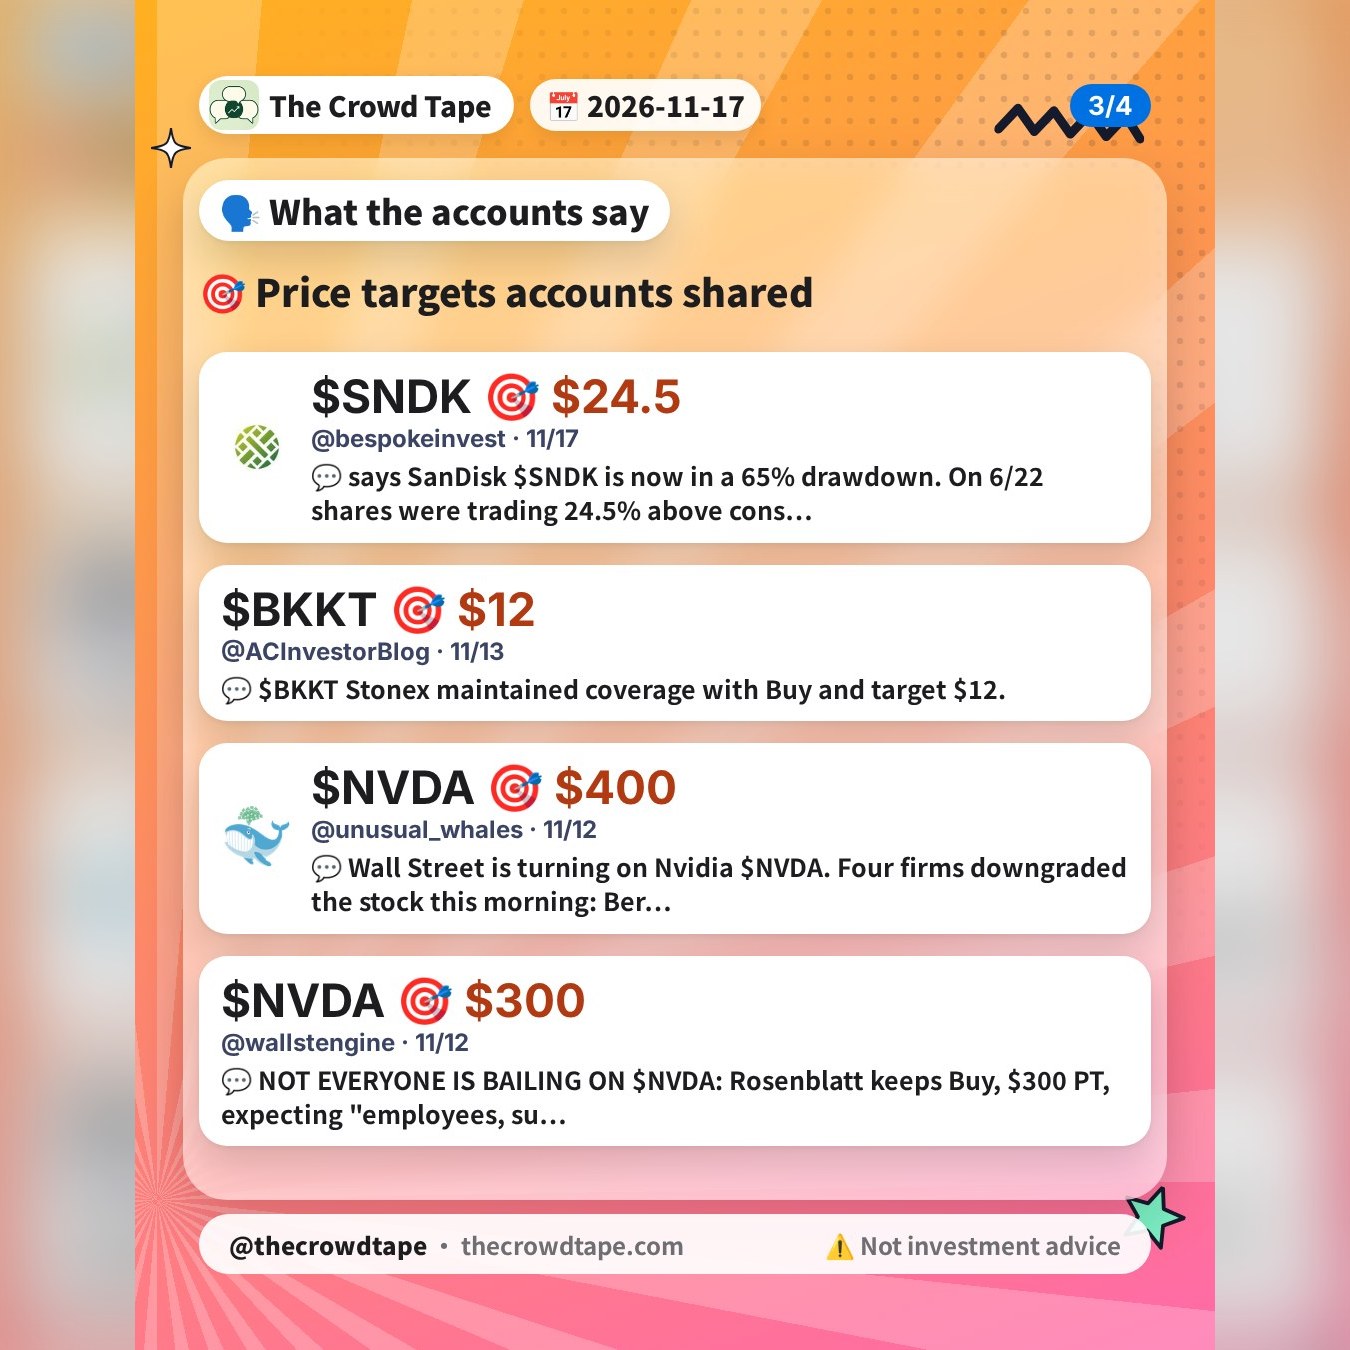 The Crowd Tape
July 17 2026-11-17
3/4
What the accounts say
Price targets accounts shared
$SNDK $24.5
@bespokeinvest · 11/17
says SanDisk $SNDK is now in a 65% drawdown. On 6/22
shares were trading 24.5% above cons…
$BKKT $12
@ACInvestorBlog · 11/13
$BKKT Stonex maintained coverage with Buy and target $12.
$NVDA $400
@unusual_whales · 11/12
Wall Street is turning on Nvidia $NVDA. Four firms downgraded
the stock this morning: Ber…
$NVDA $300
@wallstengine · 11/12
NOT EVERYONE IS BAILING ON $NVDA: Rosenblatt keeps Buy, $300 PT,
expecting "employees, su…
@thecrowdtape • thecrowdtape.com
Not investment advice